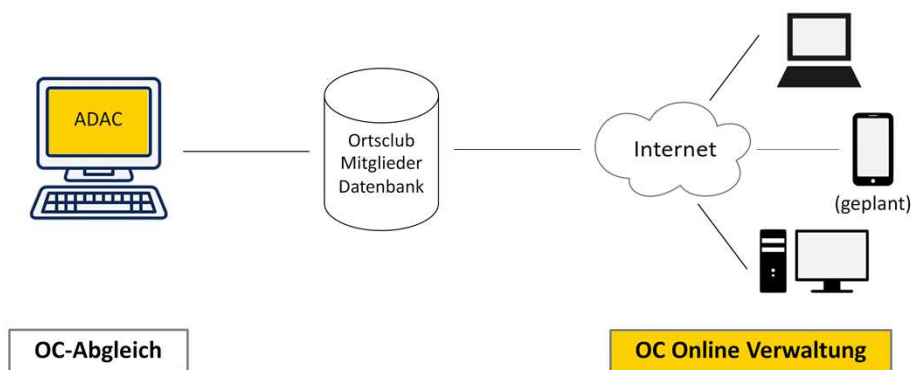 ADAC
Ortsclub
Mitglieder
Datenbank
Internet
(geplant)
OC-Abgleich
OC Online Verwaltung